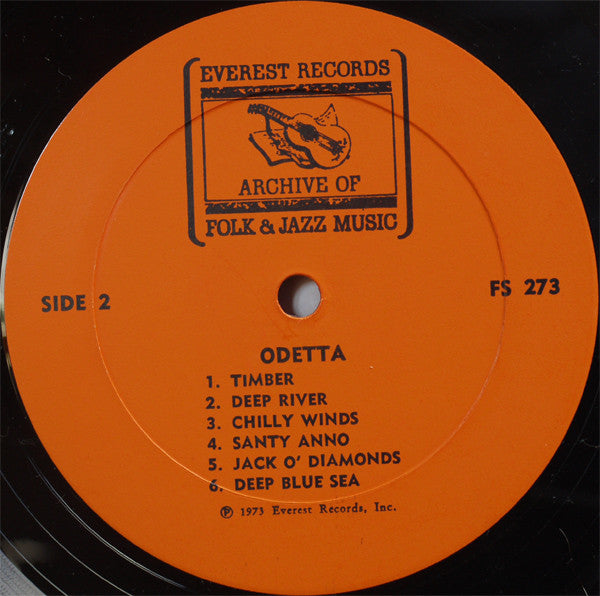 EVEREST RECORDS
ARCHIVE OF
FOLK & JAZZ MUSIC
SIDE 2
FS 273
ODETTA
1. TIMBER
2. DEEP RIVER
3. CHILLY WINDS
4. SANTY ANNO
5. JACK O' DIAMONDS
6. DEEP BLUE SEA
℗ 1973 Everest Records, Inc.